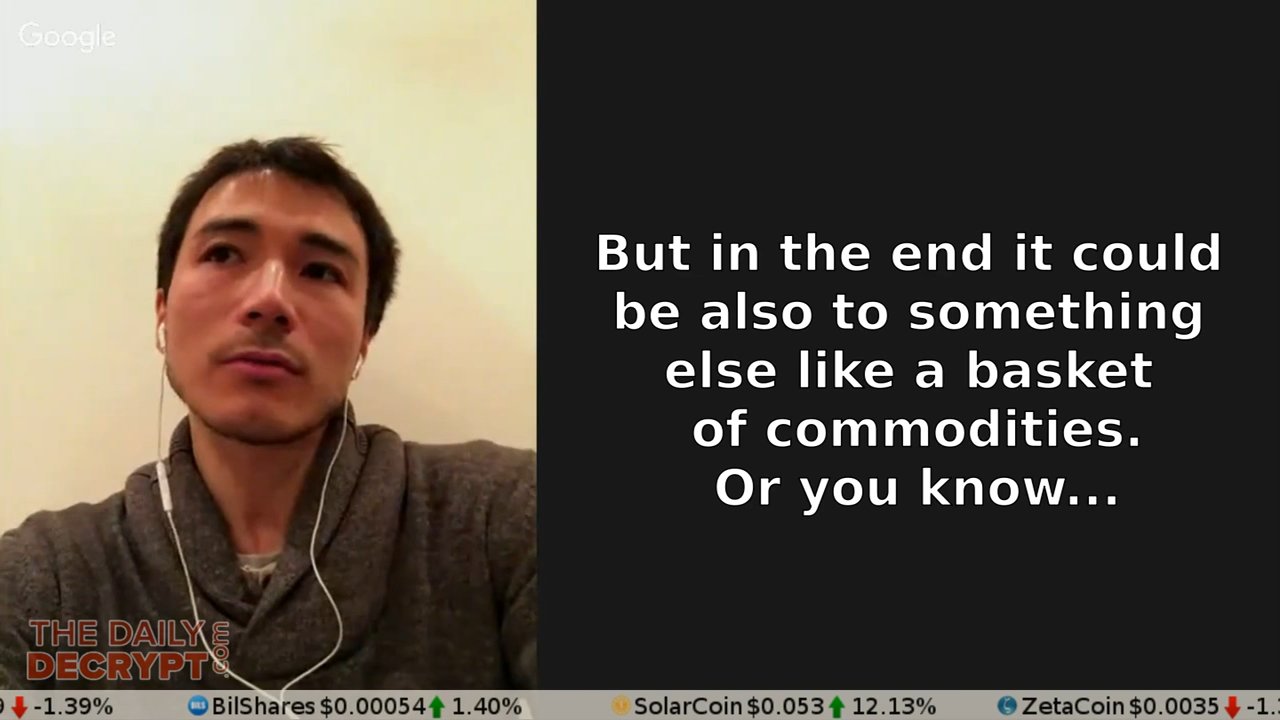 Google
But in the end it could
be also to something
else like a basket
of commodities.
Or you know...
THE DAILY
DECRYPT.com
9 -1.39% BILS BilShares $0.00054 1.40% SolarCoin $0.053 12.13% ZetaCoin $0.0035